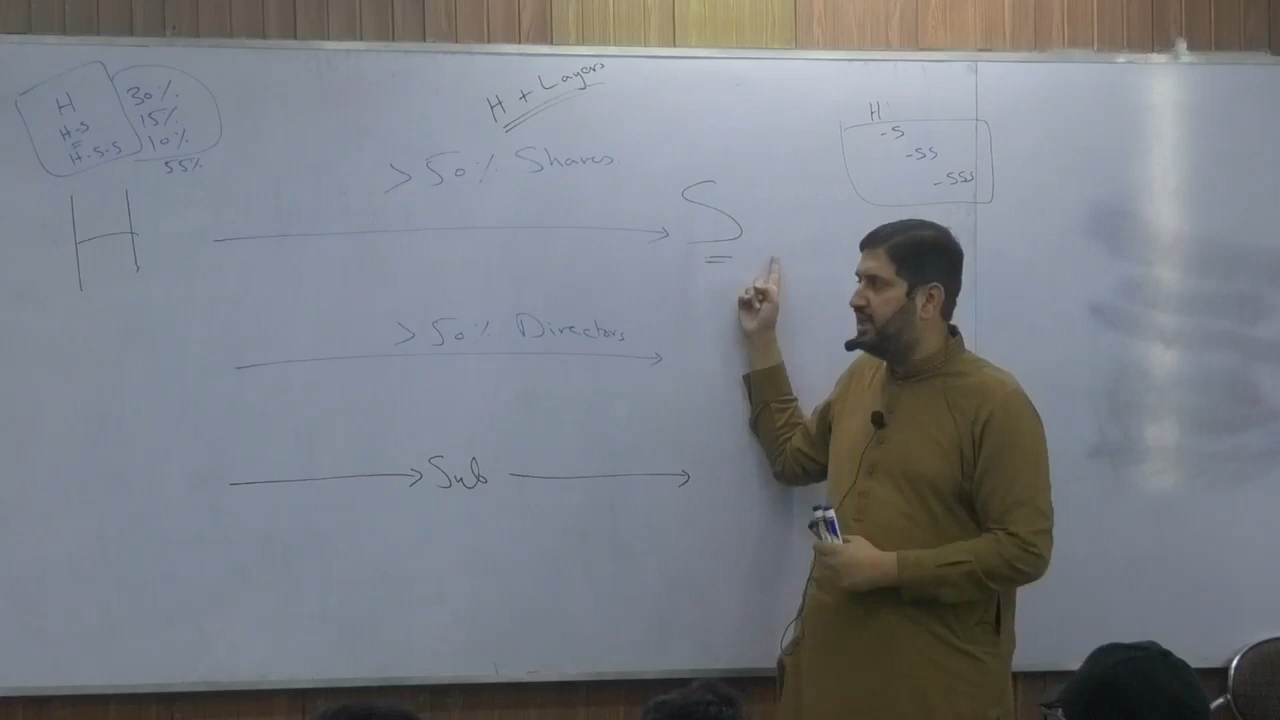 H 30%
H-S 15%
H-S-S 10%
55%
H + Layers
H
-S
-SS
-SSS
> 50% Shares
H S
> 50% Directors
Sub